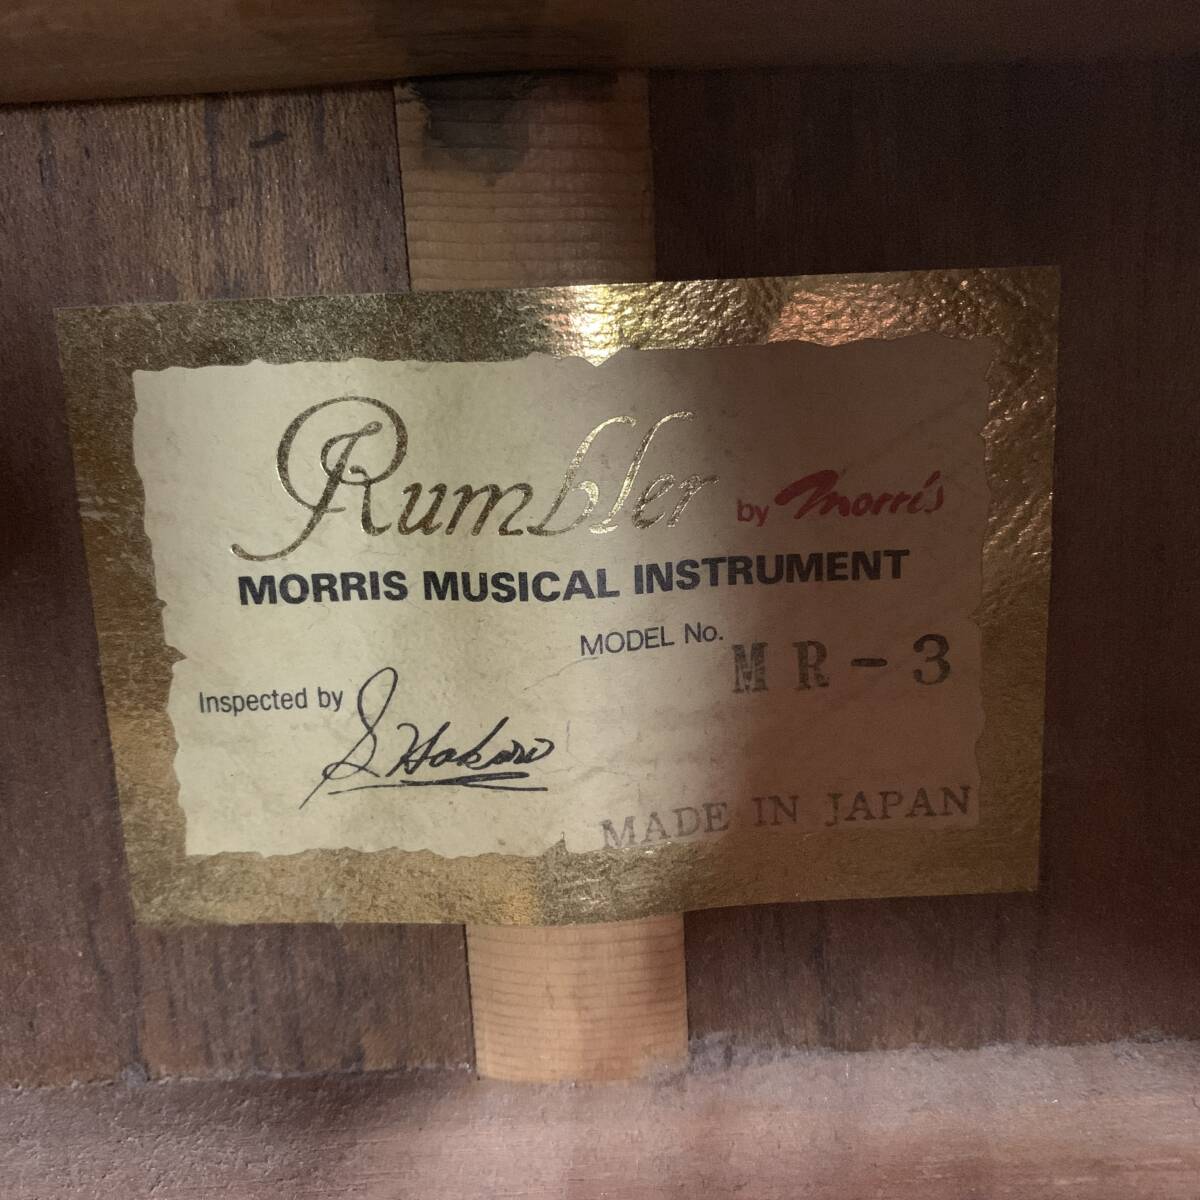 Rumbler by Morris
MORRIS MUSICAL INSTRUMENT
MODEL No. MR-3
Inspected by
MADE IN JAPAN